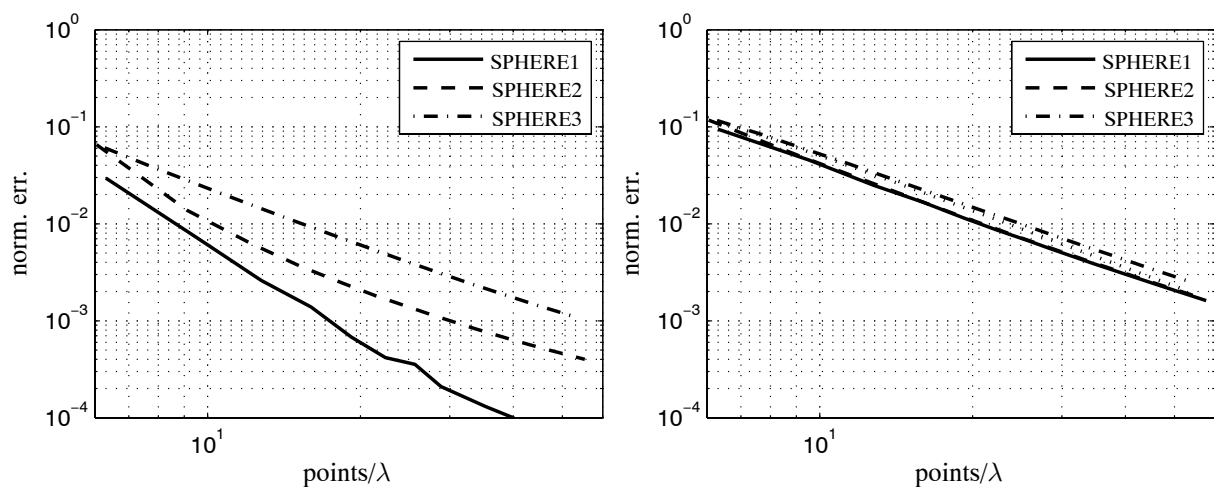 10^0
10^-1
10^-2
10^-3
10^-4
norm. err.
10^1
points/λ
SPHERE1
SPHERE2
SPHERE3
10^0
10^-1
10^-2
10^-3
10^-4
norm. err.
10^1
points/λ
SPHERE1
SPHERE2
SPHERE3